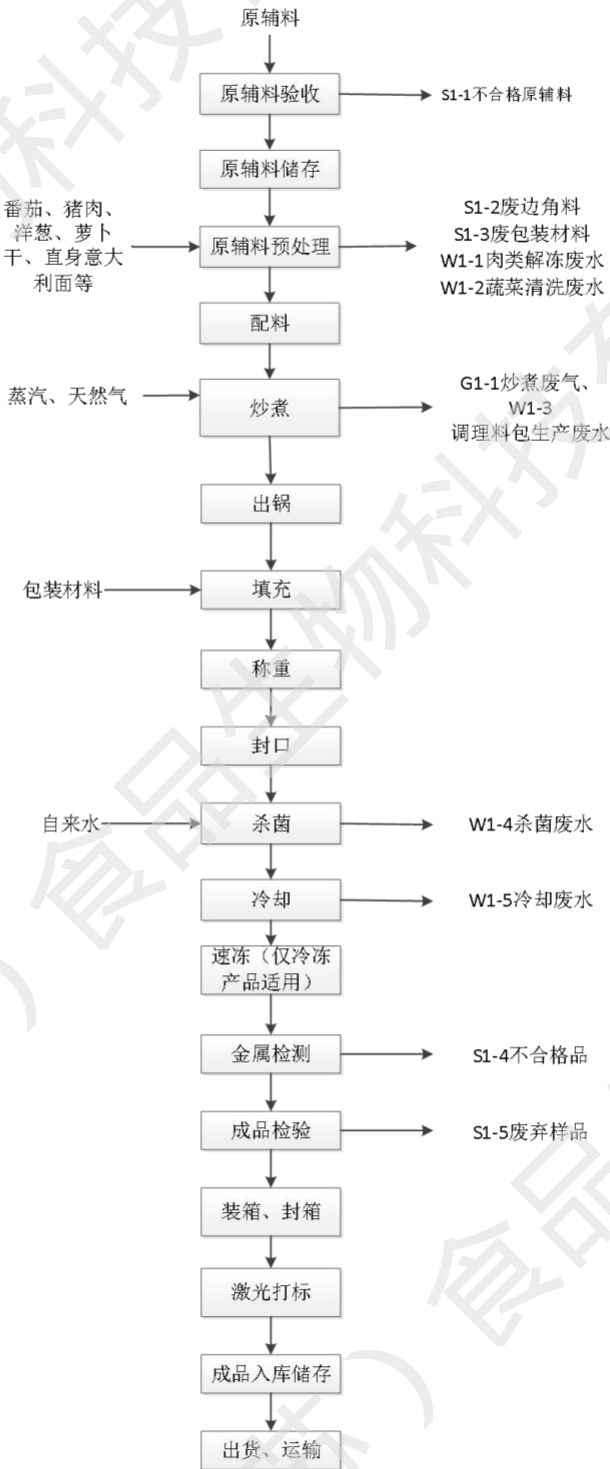 原辅料
原辅料验收
S1-1不合格原辅料
原辅料储存
番茄、猪肉、
洋葱、萝卜
干、直身意大
利面等
原辅料预处理
S1-2废边角料
S1-3废包装材料
W1-1肉类解冻废水
W1-2蔬菜清洗废水
配料
蒸汽、天然气
炒煮
G1-1炒煮废气、
W1-3
调理料包生产废水
出锅
包装材料
填充
称重
封口
自来水
杀菌
W1-4杀菌废水
冷却
W1-5冷却废水
速冻（仅冷冻
产品适用）
金属检测
S1-4不合格品
成品检验
S1-5废弃样品
装箱、封箱
激光打标
成品入库储存
出货、运输